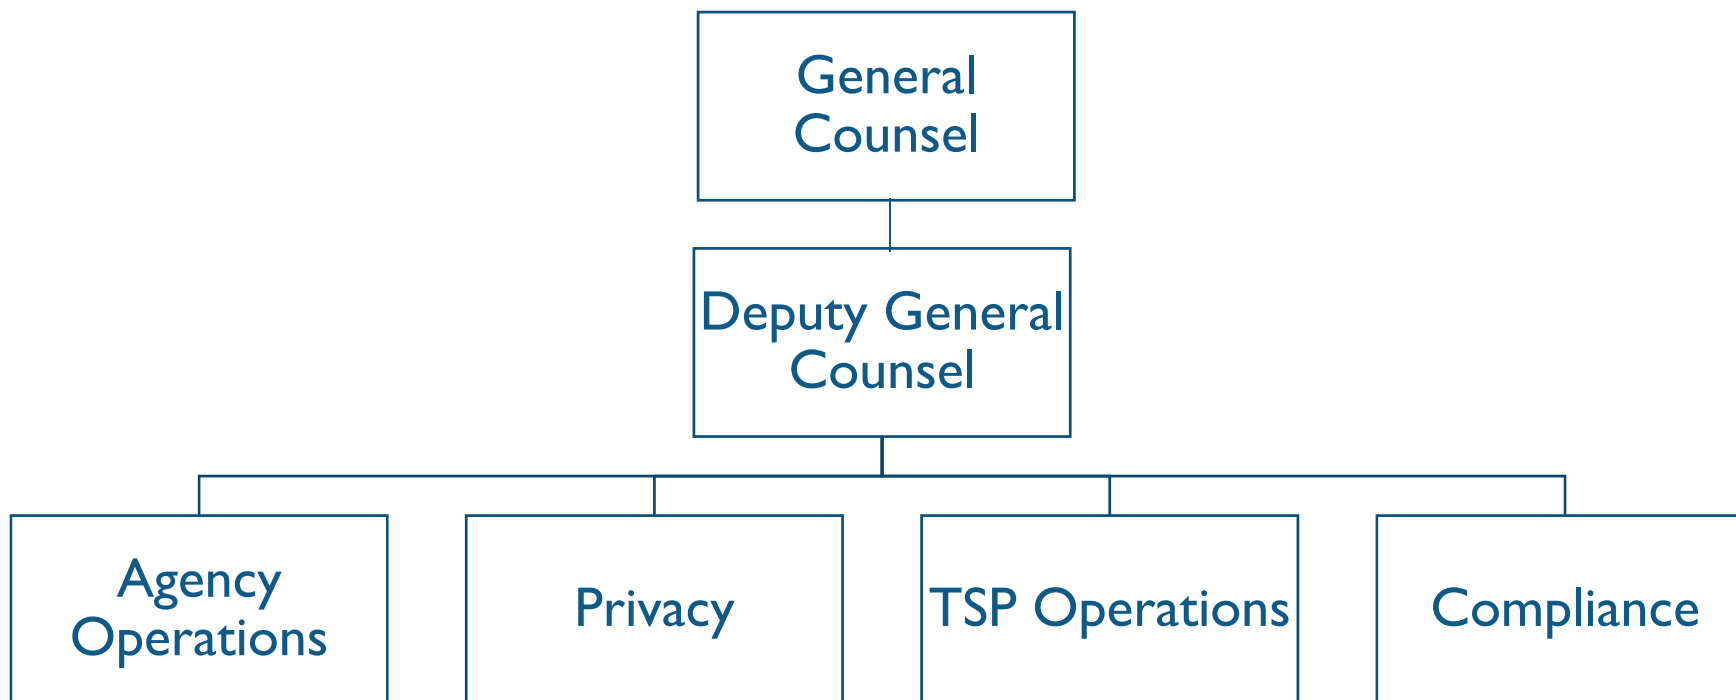 General
Counsel
Deputy General
Counsel
Agency
Operations
Privacy
TSP Operations
Compliance